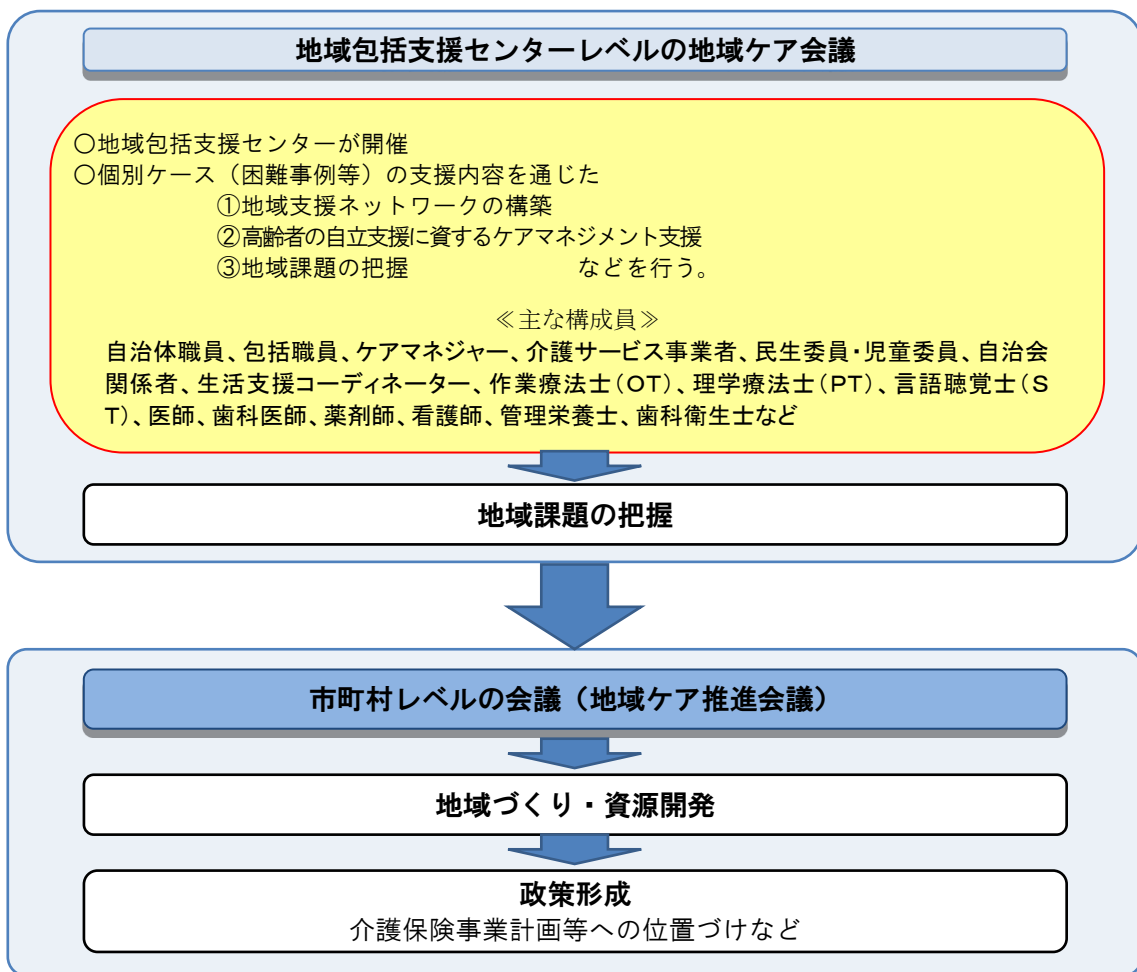 地域包括支援センターレベルの地域ケア会議
〇地域包括支援センターが開催
〇個別ケース（困難事例等）の支援内容を通じた
①地域支援ネットワークの構築
②高齢者の自立支援に資するケアマネジメント支援
③地域課題の把握　　　　　　などを行う。
≪主な構成員≫
自治体職員、包括職員、ケアマネジャー、介護サービス事業者、民生委員・児童委員、自治会
関係者、生活支援コーディネーター、作業療法士（ＯＴ）、理学療法士（ＰＴ）、言語聴覚士（Ｓ
Ｔ）、医師、歯科医師、薬剤師、看護師、管理栄養士、歯科衛生士など
地域課題の把握
市町村レベルの会議（地域ケア推進会議）
地域づくり・資源開発
政策形成
介護保険事業計画等への位置づけなど